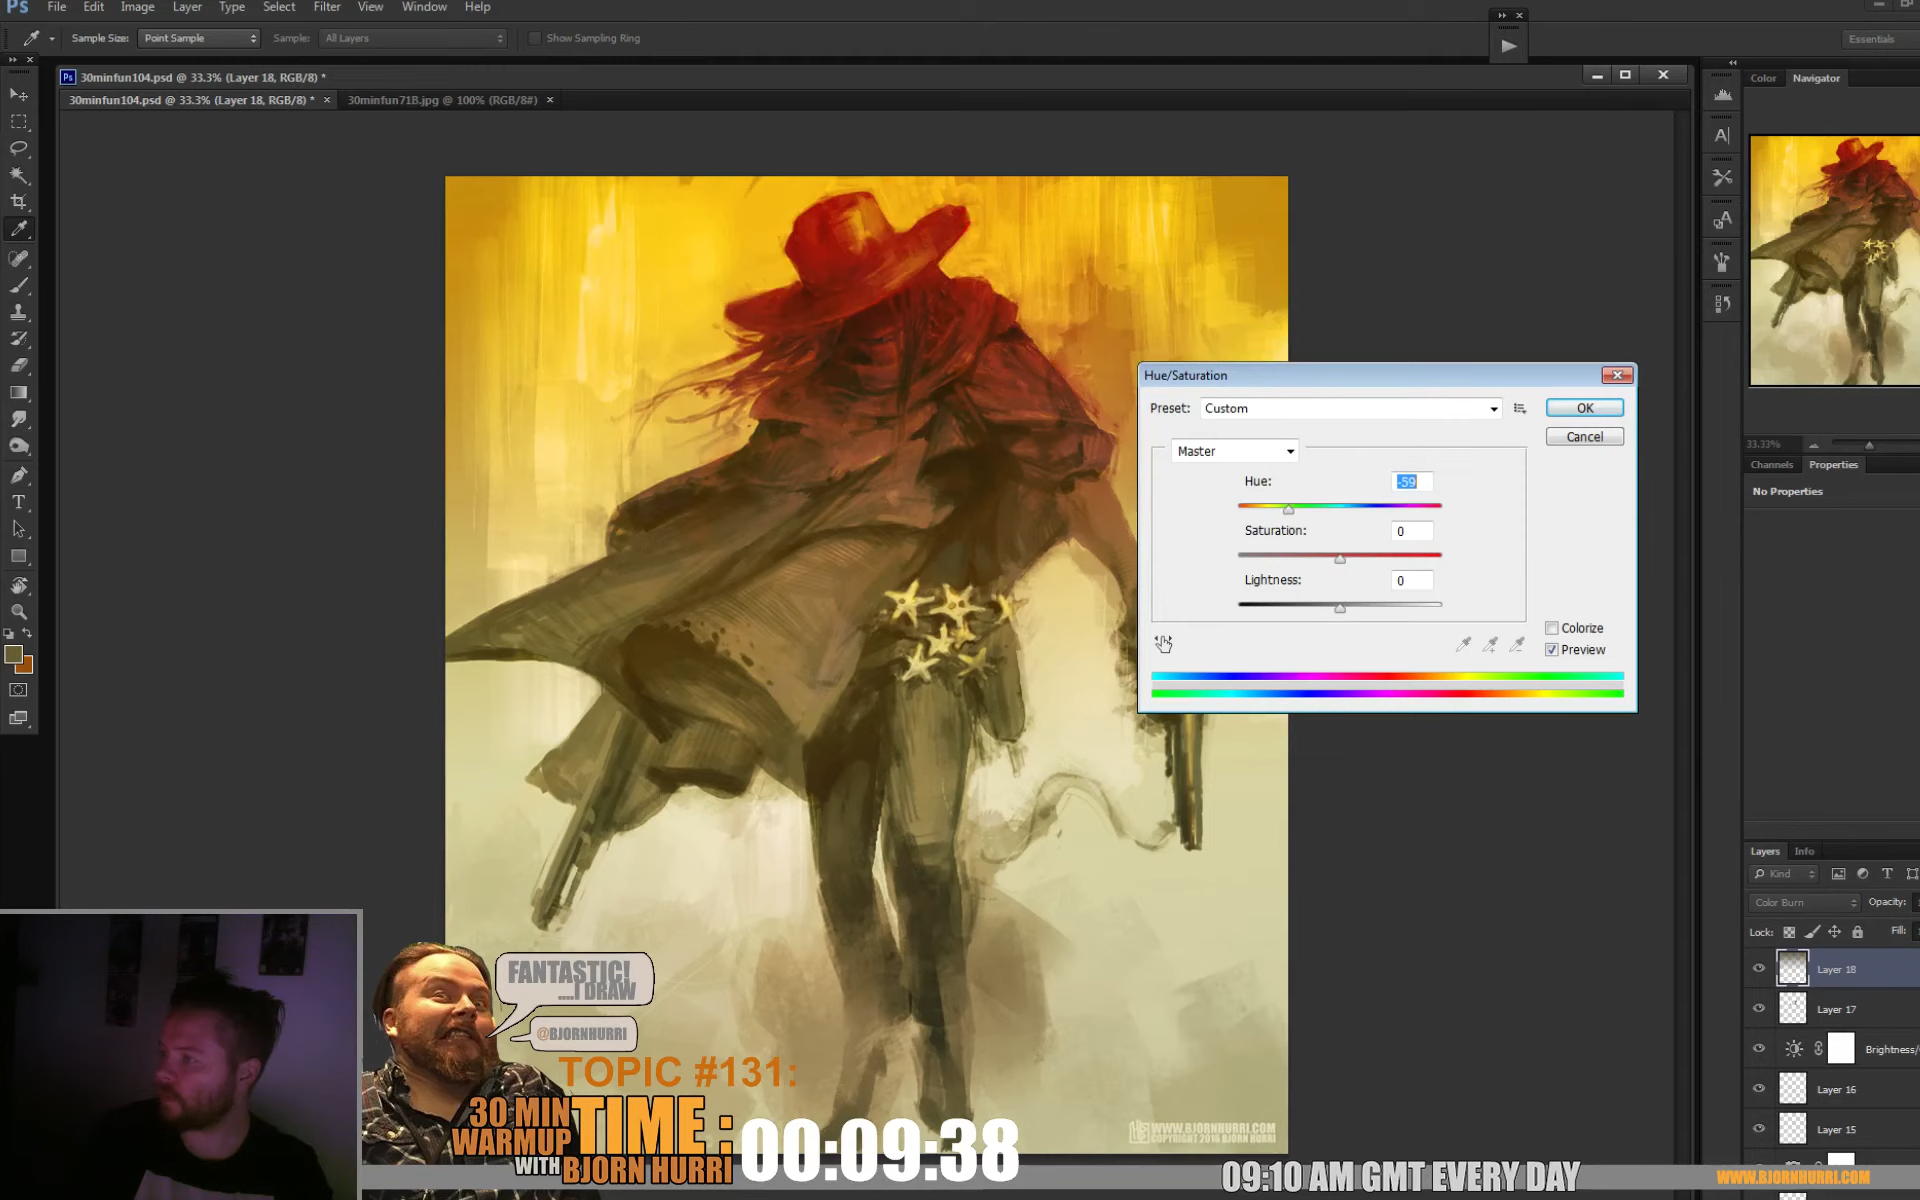 Ps File Edit Image Layer Type Select Filter View Window Help
Sample Size: Point Sample Sample: All Layers Show Sampling Ring
Essentials
Ps 30minfun104.psd @ 33.3% (Layer 18, RGB/8) *
30minfun104.psd @ 33.3% (Layer 18, RGB/8) * × 30minfun71B.jpg @ 100% (RGB/8#) ×
Color Navigator
Hue/Saturation
Preset: Custom OK
Cancel
Master
Hue: -59
Saturation: 0
Lightness: 0
Colorize
Preview
33.33%
Channels Properties
No Properties
Layers Info
Kind
Color Burn Opacity:
Lock: Fill:
Layer 18
Layer 17
Brightness/
Layer 16
Layer 15
FANTASTIC!
....I DRAW
@BJORNHURRI
TOPIC #131:
30 MIN
WARMUP
WITH BJORN HURRI
TIME : 00:09:38
WWW.BJORNHURRI.COM
COPYRIGHT 2016 BJORN HURRI
09:10 AM GMT EVERY DAY
WWW.BJORNHURRI.COM